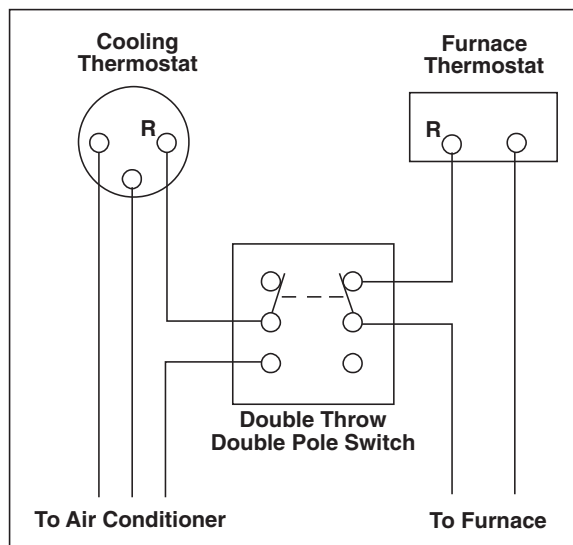 Cooling
Thermostat
Furnace
Thermostat
R
R
Double Throw
Double Pole Switch
To Air Conditioner
To Furnace